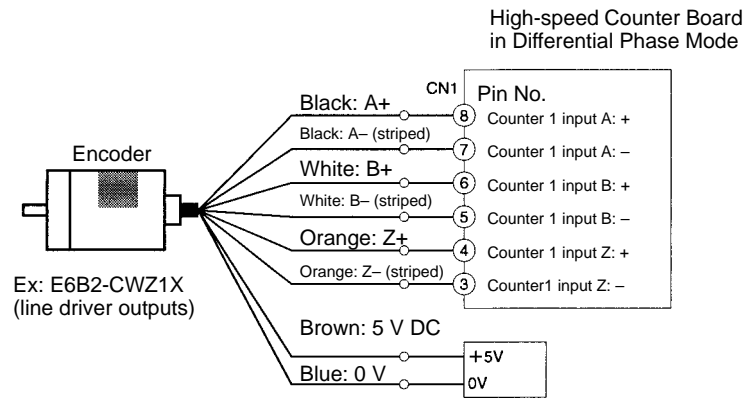 High-speed Counter Board
in Differential Phase Mode
CN1
Pin No.
Black: A+
8 Counter 1 input A: +
Black: A– (striped)
7 Counter 1 input A: –
Encoder
White: B+
6 Counter 1 input B: +
White: B– (striped)
5 Counter 1 input B: –
Orange: Z+
4 Counter 1 input Z: +
Orange: Z– (striped)
3 Counter1 input Z: –
Ex: E6B2-CWZ1X
(line driver outputs)
Brown: 5 V DC
+5V
Blue: 0 V
0V